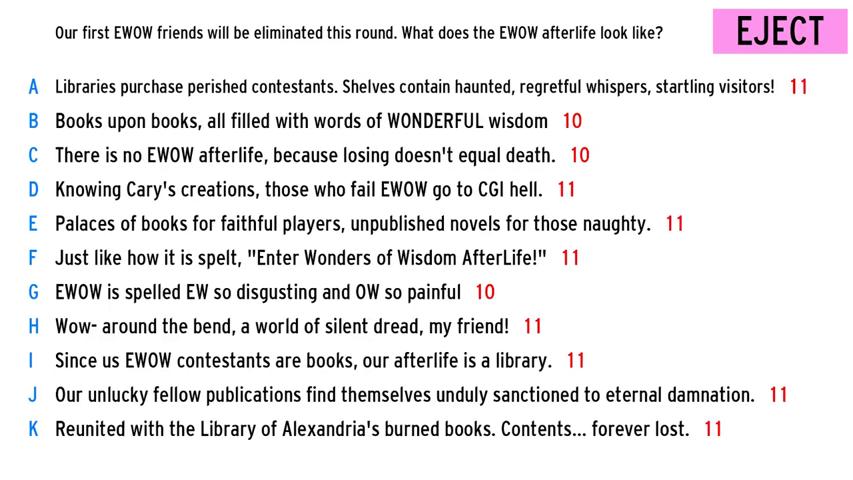 Our first EWOW friends will be eliminated this round. What does the EWOW afterlife look like?
EJECT
A Libraries purchase perished contestants. Shelves contain haunted, regretful whispers, startling visitors! 11
B Books upon books, all filled with words of WONDERFUL wisdom 10
C There is no EWOW afterlife, because losing doesn't equal death. 10
D Knowing Cary's creations, those who fail EWOW go to CGI hell. 11
E Palaces of books for faithful players, unpublished novels for those naughty. 11
F Just like how it is spelt, "Enter Wonders of Wisdom AfterLife!" 11
G EWOW is spelled EW so disgusting and OW so painful 10
H Wow- around the bend, a world of silent dread, my friend! 11
I Since us EWOW contestants are books, our afterlife is a library. 11
J Our unlucky fellow publications find themselves unduly sanctioned to eternal damnation. 11
K Reunited with the Library of Alexandria's burned books. Contents... forever lost. 11